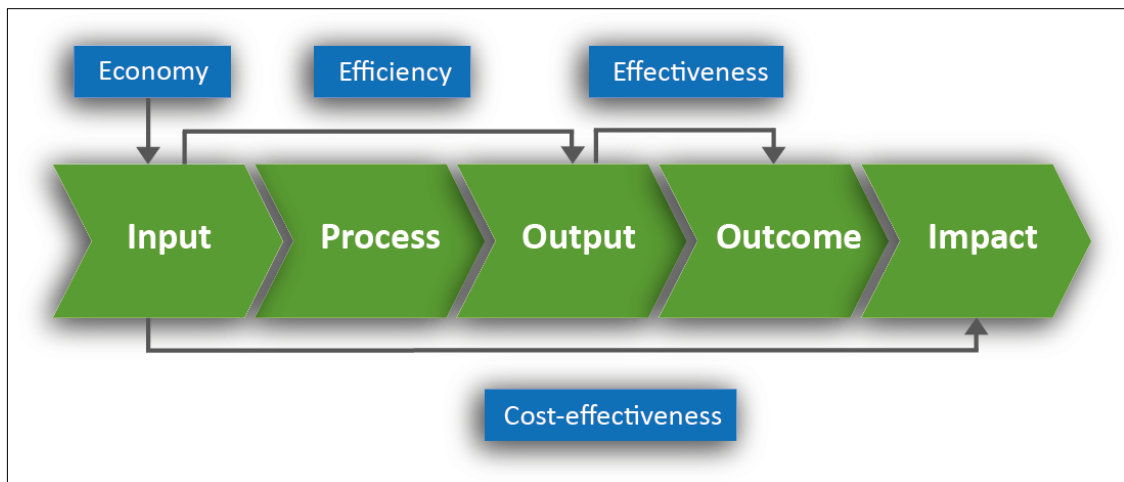 Economy
Efficiency
Effectiveness
Input
Process
Output
Outcome
Impact
Cost-effectiveness